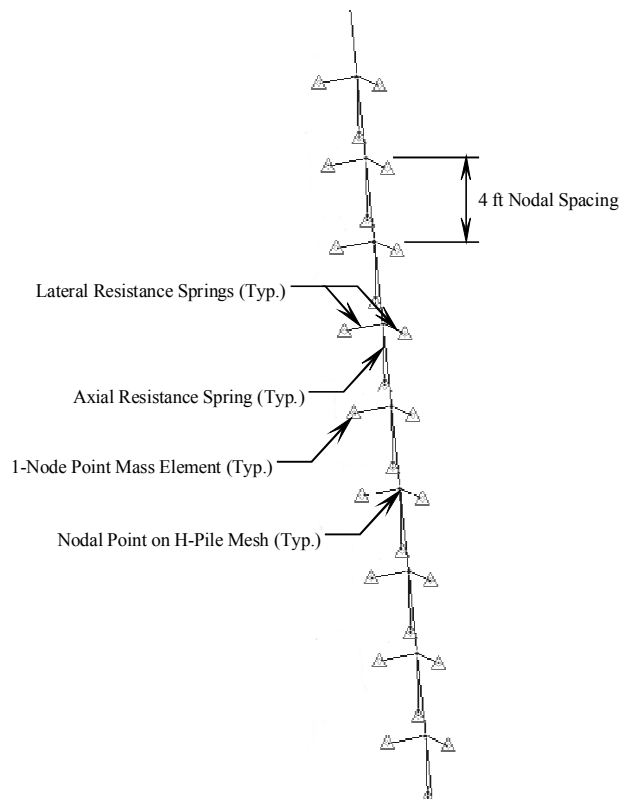 4 ft Nodal Spacing
Lateral Resistance Springs (Typ.)
Axial Resistance Spring (Typ.)
1-Node Point Mass Element (Typ.)
Nodal Point on H-Pile Mesh (Typ.)